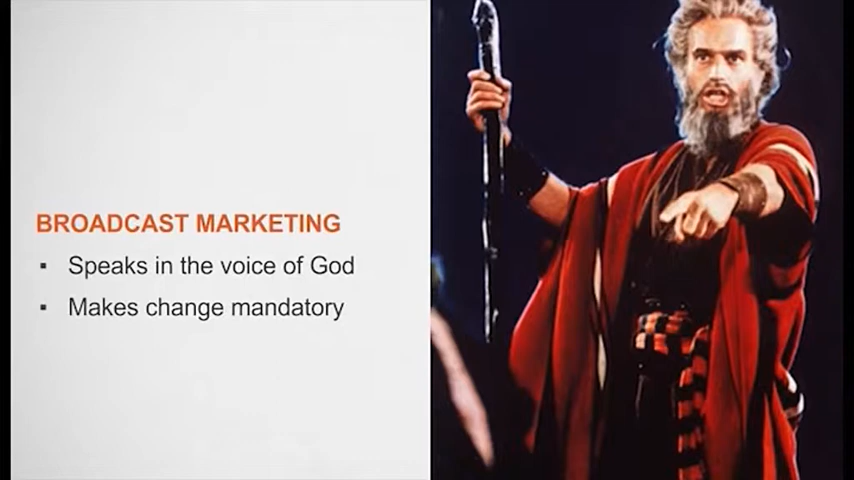 BROADCAST MARKETING
▪ Speaks in the voice of God
▪ Makes change mandatory